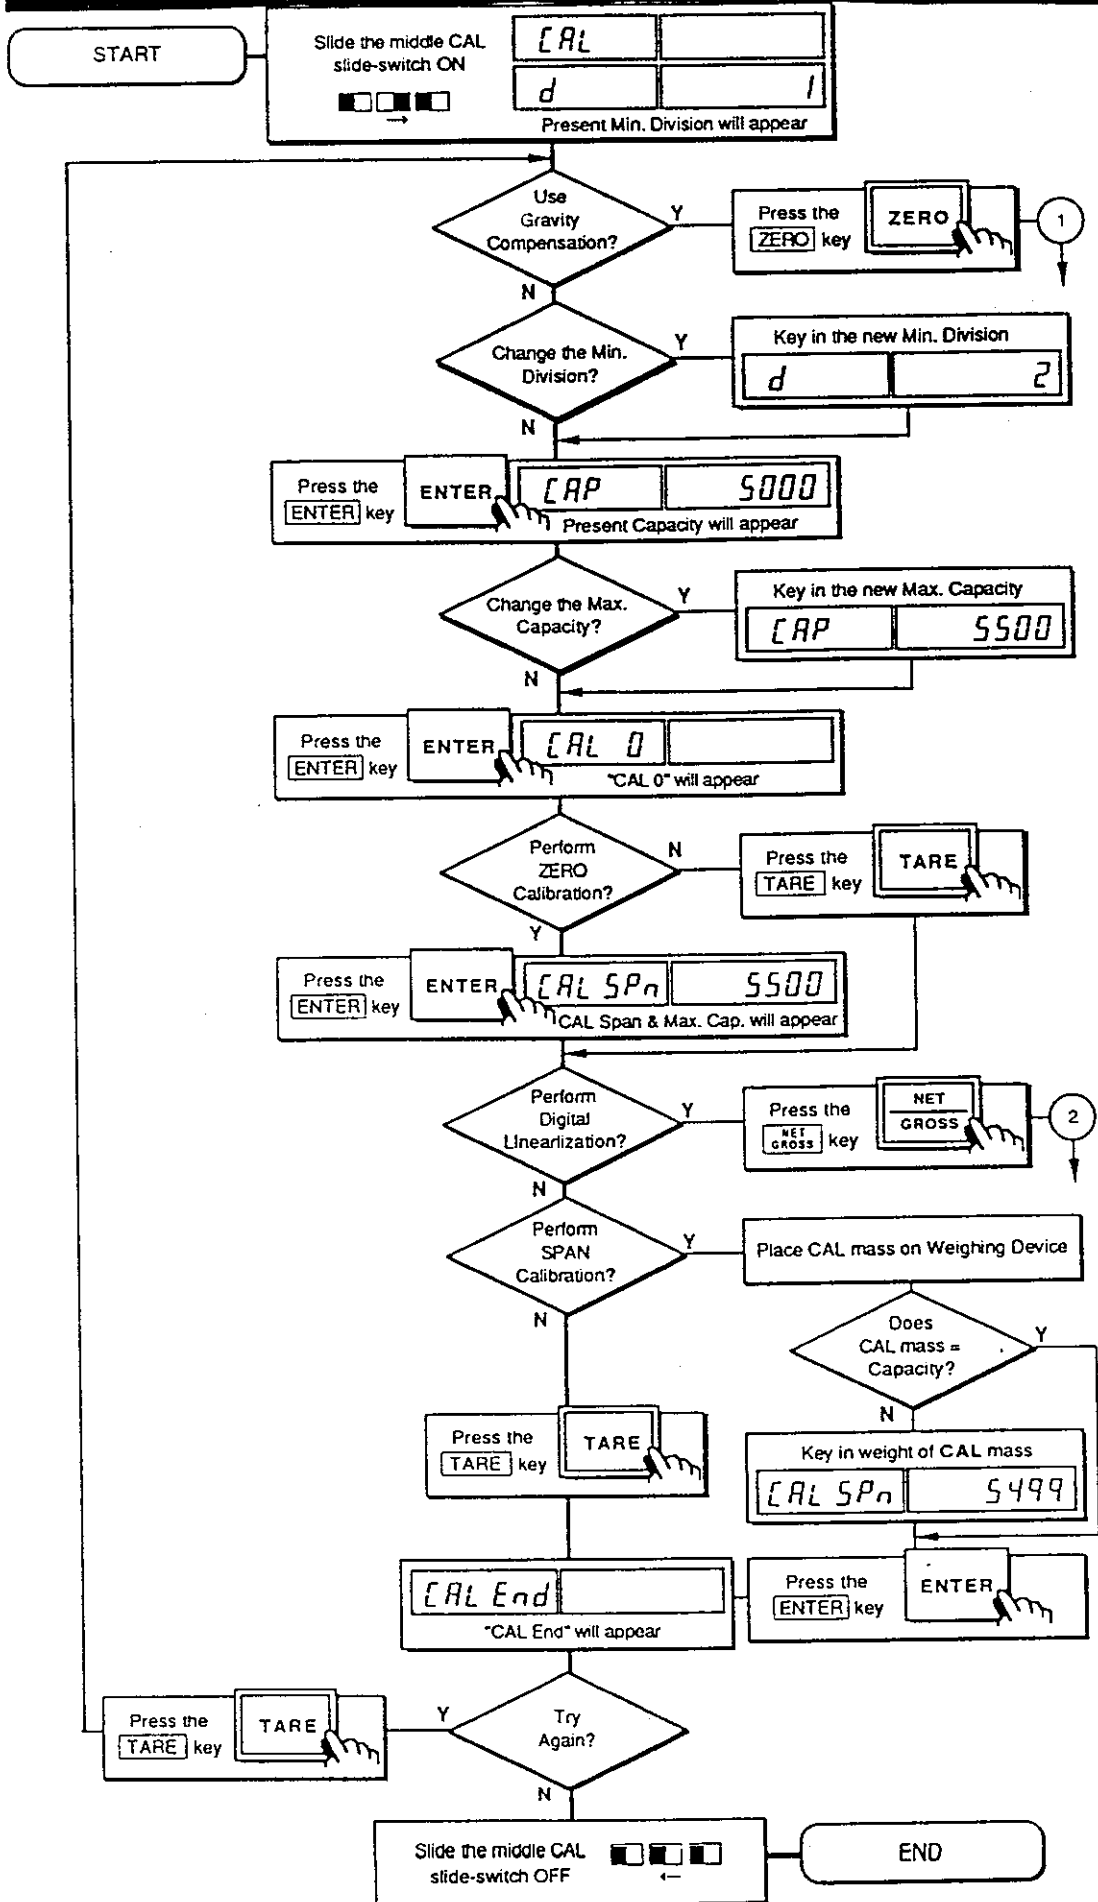 START
Slide the middle CAL
slide-switch ON
CAL
d 1
Present Min. Division will appear
Use
Gravity
Compensation?
Y
Press the
ZERO key
ZERO
1
N
Change the Min.
Division?
Y
Key in the new Min. Division
d 2
N
Press the
ENTER key
ENTER
CAP 5000
Present Capacity will appear
Change the Max.
Capacity?
Y
Key in the new Max. Capacity
CAP 5500
N
Press the
ENTER key
ENTER
CAL 0
"CAL 0" will appear
Perform
ZERO
Calibration?
N
Press the
TARE key
TARE
Y
Press the
ENTER key
ENTER
CAL SPn 5500
CAL Span & Max. Cap. will appear
Perform
Digital
Linearlization?
Y
Press the
NET GROSS key
NET
GROSS
2
N
Perform
SPAN
Calibration?
Y
Place CAL mass on Weighing Device
N
Does
CAL mass =
Capacity?
Y
N
Key in weight of CAL mass
CAL SPn 5499
Press the
TARE key
TARE
Press the
ENTER key
ENTER
CAL End
"CAL End" will appear
Try
Again?
Y
Press the
TARE key
TARE
N
Slide the middle CAL
slide-switch OFF
END